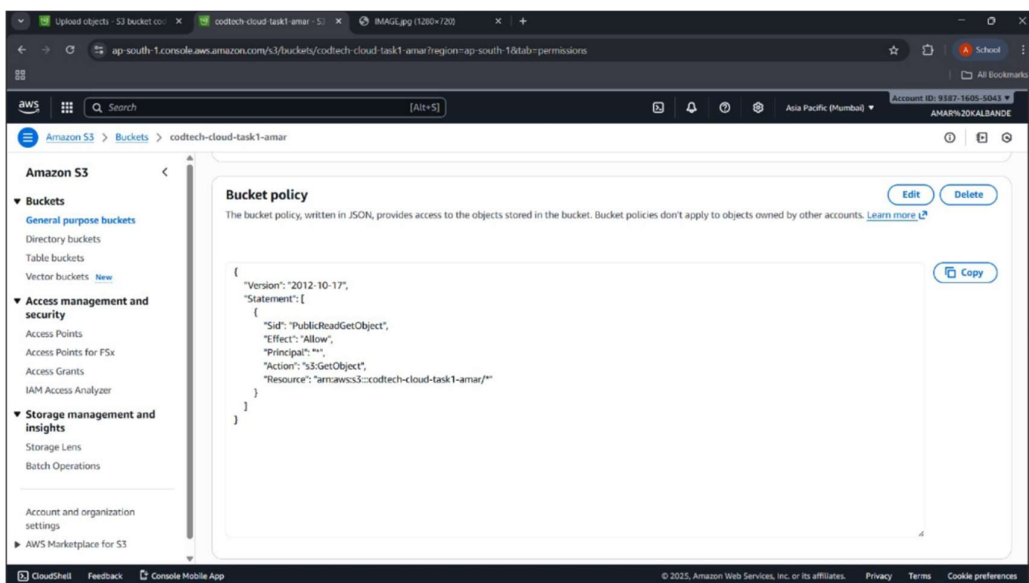 Upload objects - S3 bucket cod
codtech-cloud-task1-amar - S3
IMAGE.jpg (1280×720)
ap-south-1.console.aws.amazon.com/s3/buckets/codtech-cloud-task1-amar?region=ap-south-1&tab=permissions
A School
All Bookmarks
aws
Search
[Alt+S]
Asia Pacific (Mumbai)
Account ID: 9387-1605-5043
AMAR%20KALBANDE
Amazon S3 > Buckets > codtech-cloud-task1-amar
Amazon S3
Buckets
General purpose buckets
Directory buckets
Table buckets
Vector buckets New
Access management and
security
Access Points
Access Points for FSx
Access Grants
IAM Access Analyzer
Storage management and
insights
Storage Lens
Batch Operations
Account and organization
settings
AWS Marketplace for S3
Bucket policy
Edit
Delete
The bucket policy, written in JSON, provides access to the objects stored in the bucket. Bucket policies don't apply to objects owned by other accounts. Learn more
Copy
{
"Version": "2012-10-17",
"Statement": [
{
"Sid": "PublicReadGetObject",
"Effect": "Allow",
"Principal": "*",
"Action": "s3:GetObject",
"Resource": "arn:aws:s3:::codtech-cloud-task1-amar/*"
}
]
}
CloudShell Feedback Console Mobile App
© 2025, Amazon Web Services, Inc. or its affiliates. Privacy Terms Cookie preferences